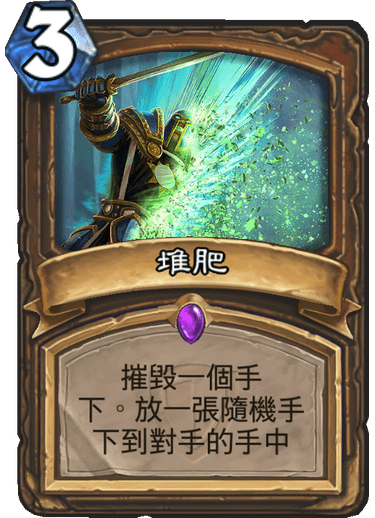 3
堆肥
摧毀一個手
下。放一張隨機手
下到對手的手中